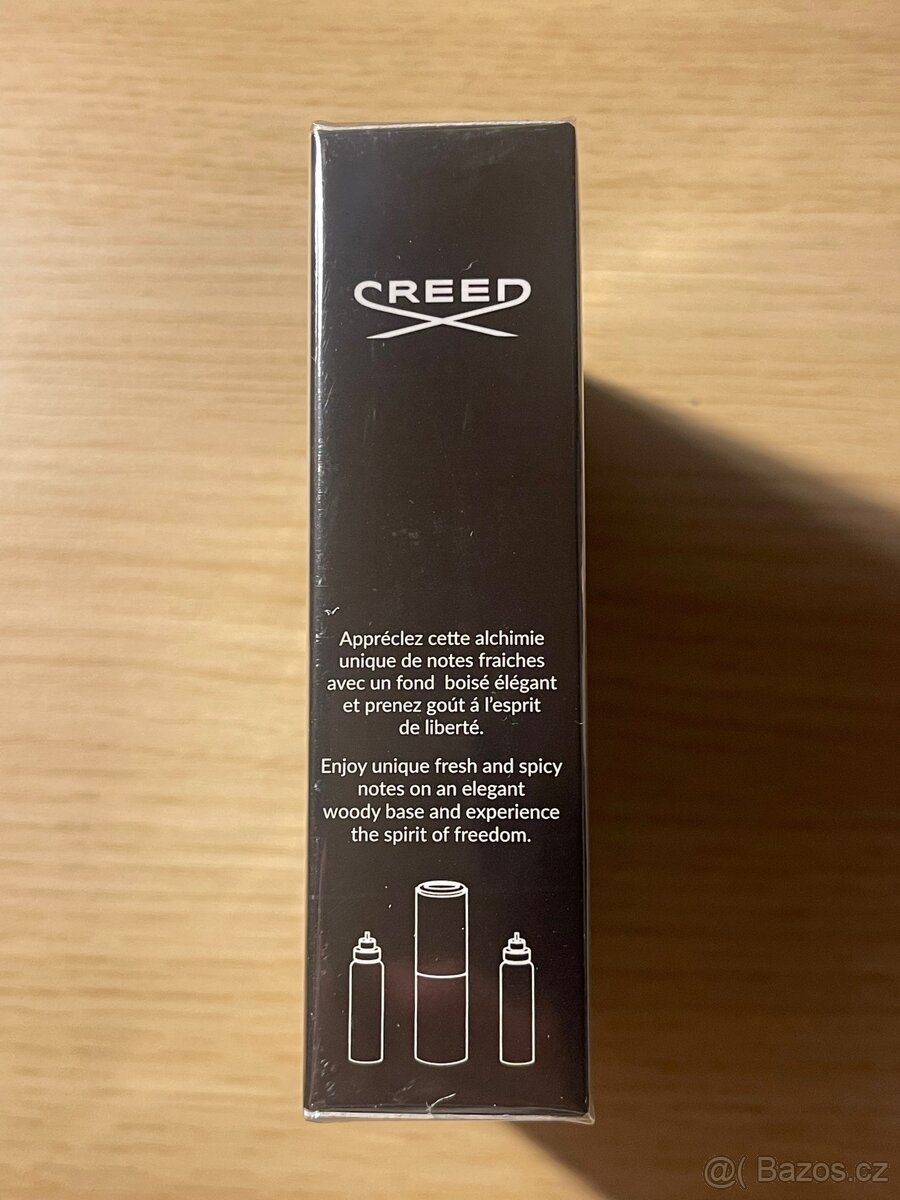 CREED
Appréclez cette alchimie
unique de notes fraiches
avec un fond boisé élégant
et prenez goút á l'esprit
de liberté.
Enjoy unique fresh and spicy
notes on an elegant
woody base and experience
the spirit of freedom.
@( Bazos.cz